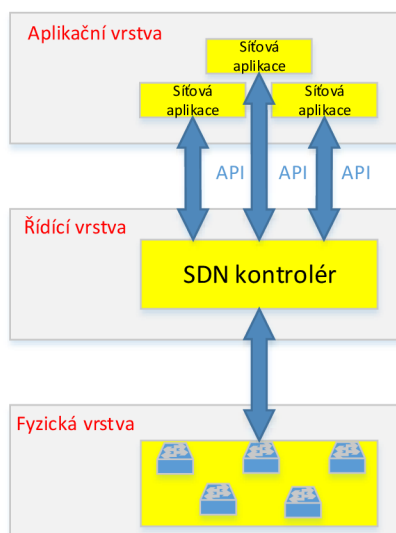 Aplikační vrstva
Síťová
aplikace
Síťová
aplikace
Síťová
aplikace
API
API
API
Řídící vrstva
SDN kontrolér
Fyzická vrstva